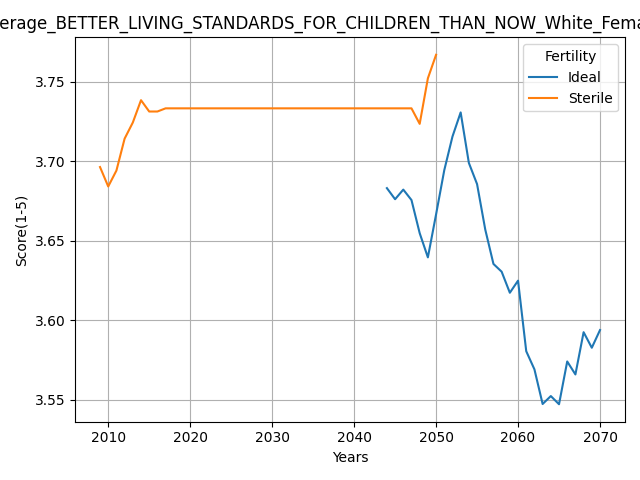 erage_BETTER_LIVING_STANDARDS_FOR_CHILDREN_THAN_NOW_White_Fema
Fertility
Ideal
Sterile
3.75
3.70
3.65
3.60
3.55
Score(1-5)
2010 2020 2030 2040 2050 2060 2070
Years